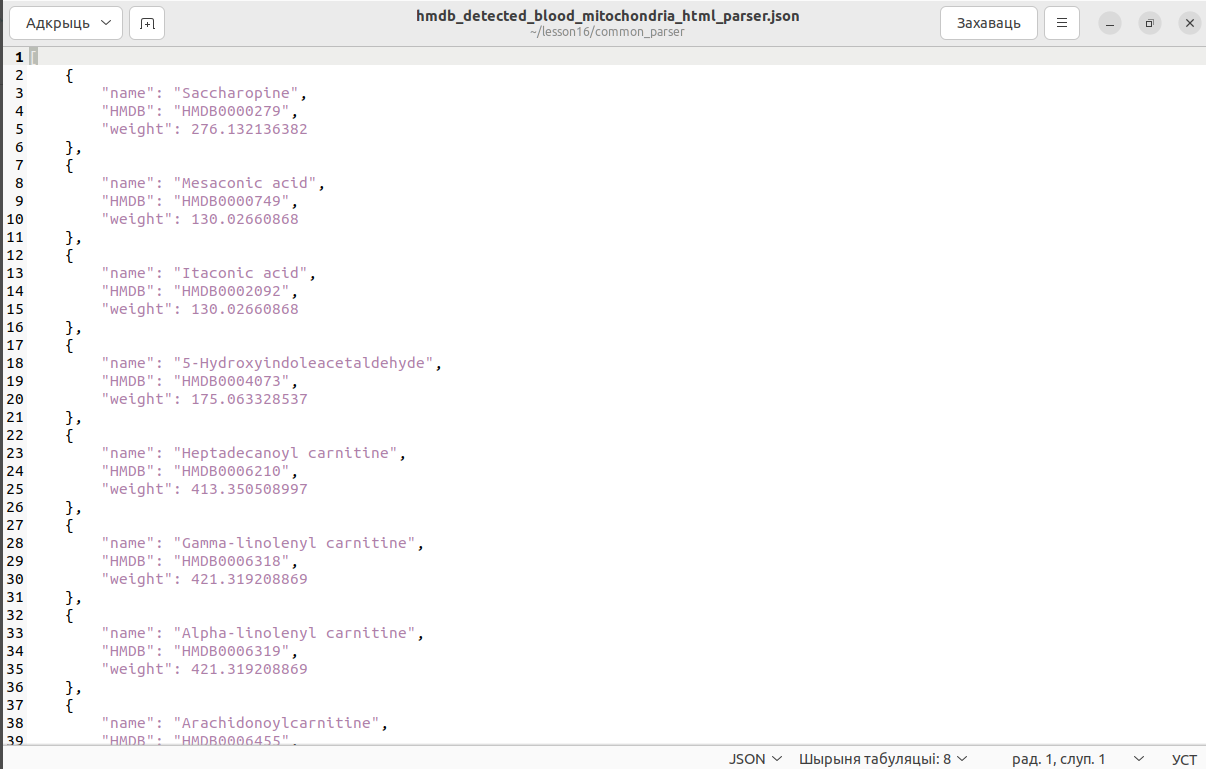 Адкрыць
hmdb_detected_blood_mitochondria_html_parser.json
~/lesson16/common_parser
Захаваць
1 [
2 {
3 "name": "Saccharopine",
4 "HMDB": "HMDB0000279",
5 "weight": 276.132136382
6 },
7 {
8 "name": "Mesaconic acid",
9 "HMDB": "HMDB0000749",
10 "weight": 130.02660868
11 },
12 {
13 "name": "Itaconic acid",
14 "HMDB": "HMDB0002092",
15 "weight": 130.02660868
16 },
17 {
18 "name": "5-Hydroxyindoleacetaldehyde",
19 "HMDB": "HMDB0004073",
20 "weight": 175.063328537
21 },
22 {
23 "name": "Heptadecanoyl carnitine",
24 "HMDB": "HMDB0006210",
25 "weight": 413.350508997
26 },
27 {
28 "name": "Gamma-linolenyl carnitine",
29 "HMDB": "HMDB0006318",
30 "weight": 421.319208869
31 },
32 {
33 "name": "Alpha-linolenyl carnitine",
34 "HMDB": "HMDB0006319",
35 "weight": 421.319208869
36 },
37 {
38 "name": "Arachidonoylcarnitine",
39 "HMDB": "HMDB0006455",
JSON Шырыня табуляцыі: 8 рад. 1, слуп. 1 УСТ